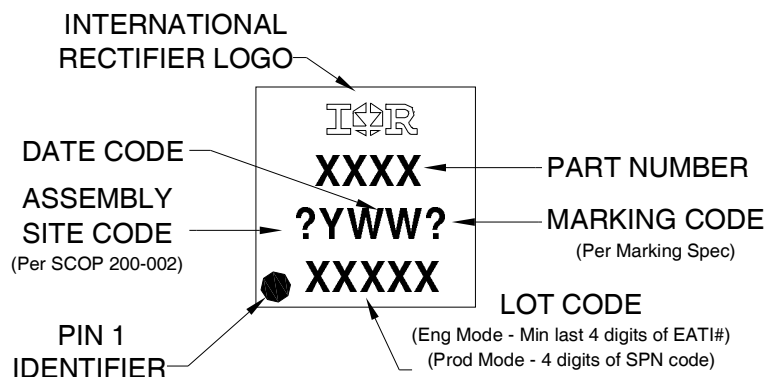 INTERNATIONAL
RECTIFIER LOGO
IOR
DATE CODE
XXXX
PART NUMBER
ASSEMBLY
SITE CODE
(Per SCOP 200-002)
?YWW?
MARKING CODE
(Per Marking Spec)
XXXXX
LOT CODE
(Eng Mode - Min last 4 digits of EATI#)
(Prod Mode - 4 digits of SPN code)
PIN 1
IDENTIFIER